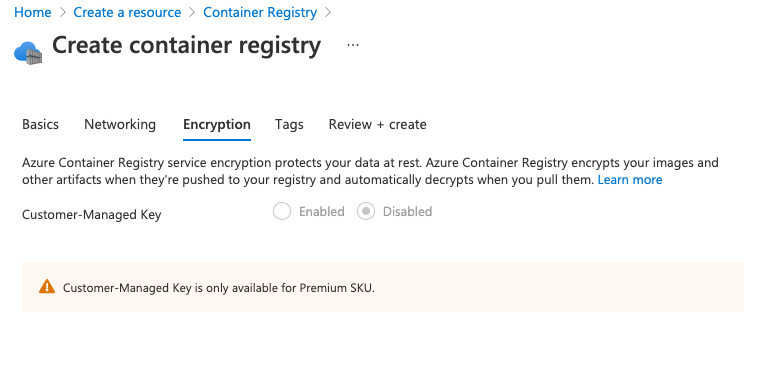 Home > Create a resource > Container Registry >
Create container registry ...
Basics Networking Encryption Tags Review + create
Azure Container Registry service encryption protects your data at rest. Azure Container Registry encrypts your images and
other artifacts when they're pushed to your registry and automatically decrypts when you pull them. Learn more
Customer-Managed Key Enabled Disabled
Customer-Managed Key is only available for Premium SKU.